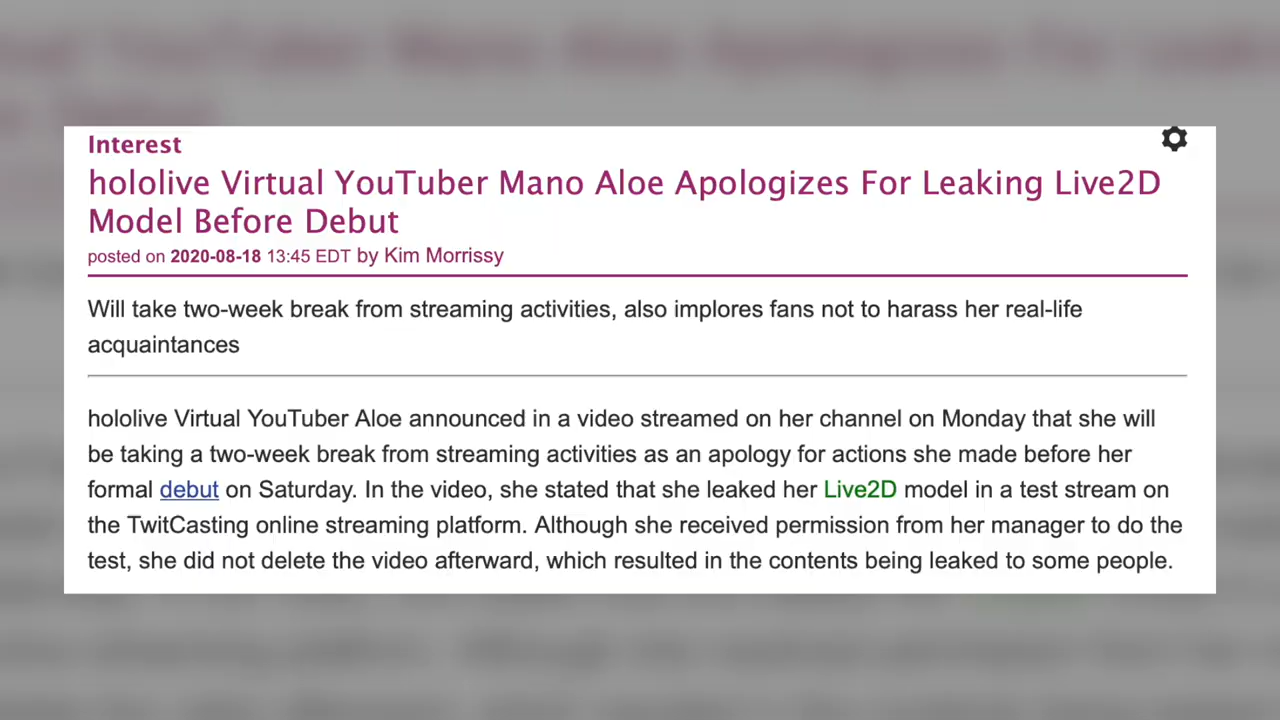 Interest
hololive Virtual YouTuber Mano Aloe Apologizes For Leaking Live2D
Model Before Debut
posted on 2020-08-18 13:45 EDT by Kim Morrissy
Will take two-week break from streaming activities, also implores fans not to harass her real-life
acquaintances
hololive Virtual YouTuber Aloe announced in a video streamed on her channel on Monday that she will
be taking a two-week break from streaming activities as an apology for actions she made before her
formal debut on Saturday. In the video, she stated that she leaked her Live2D model in a test stream on
the TwitCasting online streaming platform. Although she received permission from her manager to do the
test, she did not delete the video afterward, which resulted in the contents being leaked to some people.